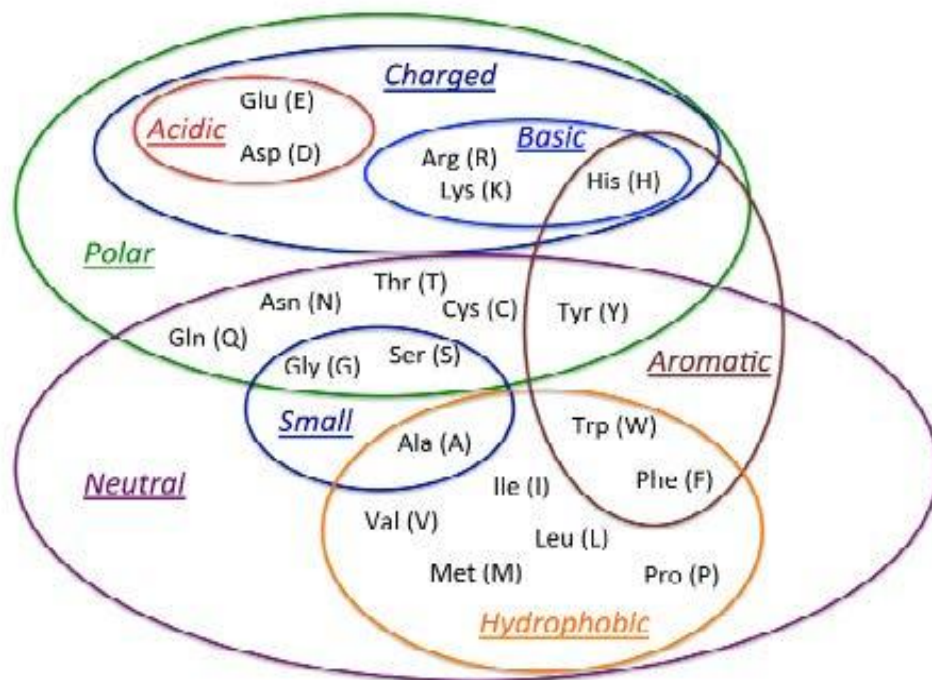 Charged
Glu (E)
Acidic
Basic
Asp (D)
Arg (R)
His (H)
Lys (K)
Polar
Thr (T)
Asn (N)
Cys (C)
Tyr (Y)
Gln (Q)
Ser (S)
Gly (G)
Aromatic
Small
Trp (W)
Ala (A)
Neutral
Ile (I)
Phe (F)
Val (V)
Leu (L)
Met (M)
Pro (P)
Hydrophobic